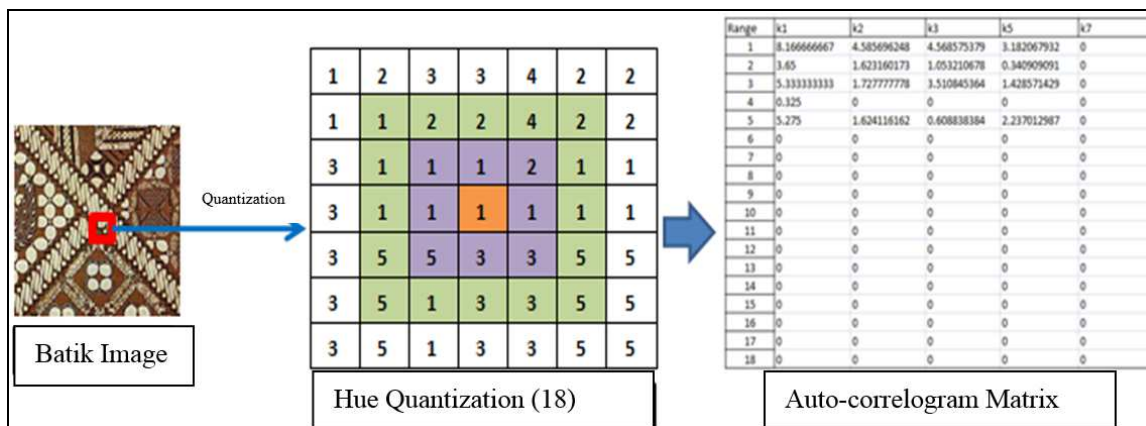 Quantization
Batik Image
1 2 3 3 4 2 2
1 1 2 2 4 2 2
3 1 1 1 2 1 1
3 1 1 1 1 1 1
3 5 5 3 3 5 5
3 5 1 3 3 5 5
3 5 1 3 3 5 5
Hue Quantization (18)
Range k1 k2 k3 k5 k7
1 8.166666667 4.585696248 4.568575379 3.182067932 0
2 3.65 1.623160173 1.053210678 0.340909091 0
3 5.333333333 1.727777778 3.510845364 1.428571429 0
4 0.325 0 0 0 0
5 5.275 1.624116162 0.608838384 2.237012987 0
6 0 0 0 0 0
7 0 0 0 0 0
8 0 0 0 0 0
9 0 0 0 0 0
10 0 0 0 0 0
11 0 0 0 0 0
12 0 0 0 0 0
13 0 0 0 0 0
14 0 0 0 0 0
15 0 0 0 0 0
16 0 0 0 0 0
17 0 0 0 0 0
18 0 0 0 0 0
Auto-correlogram Matrix